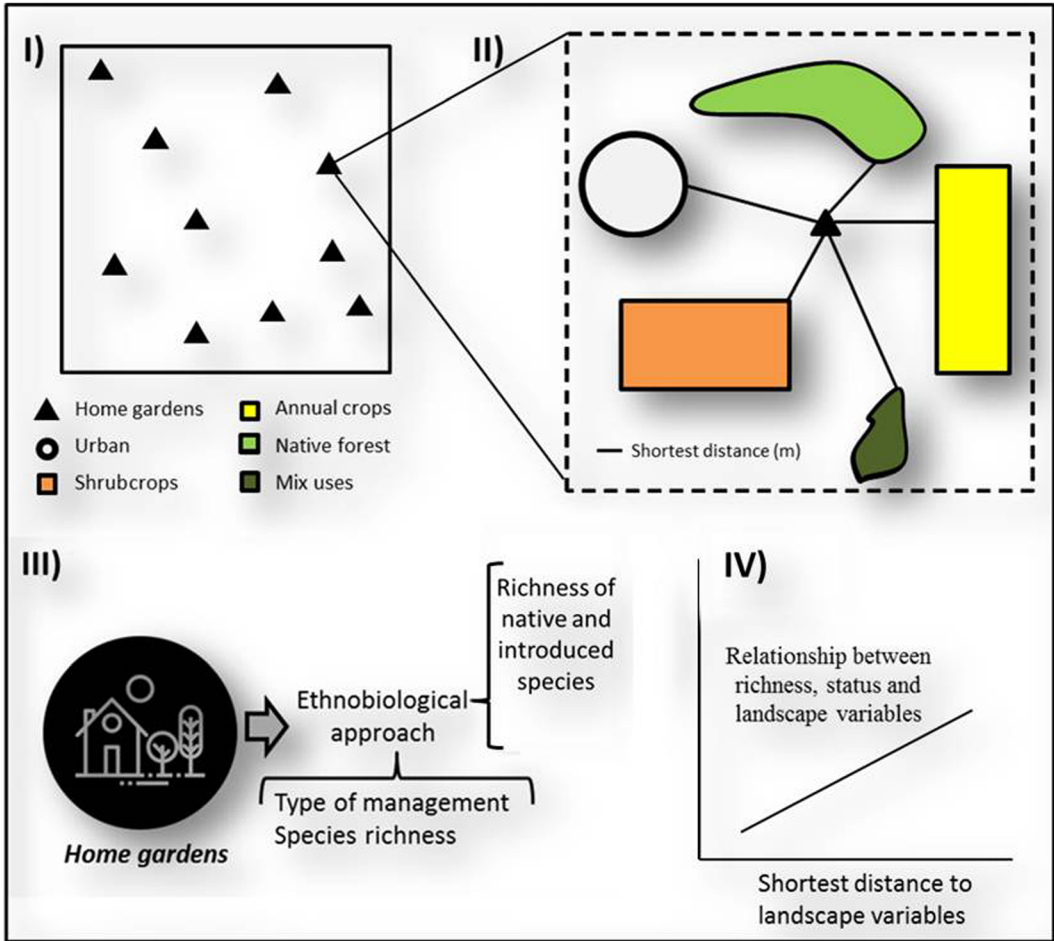 I)
II)
Home gardens
Urban
Shrubcrops
Annual crops
Native forest
Mix uses
Shortest distance (m)
III)
Home gardens
Ethnobiological
approach
Richness of
native and
introduced
species
Type of management
Species richness
IV)
Relationship between
richness, status and
landscape variables
Shortest distance to
landscape variables